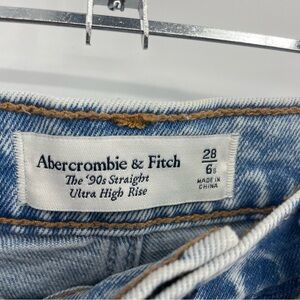 Abercrombie & Fitch
The '90s Straight
Ultra High Rise
28
6S
MADE IN
CHINA